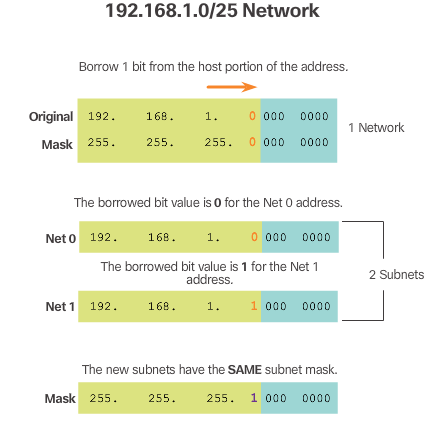 192.168.1.0/25 Network
Borrow 1 bit from the host portion of the address.
Original 192. 168. 1. 0 000 0000
Mask 255. 255. 255. 0 000 0000
1 Network
The borrowed bit value is 0 for the Net 0 address.
Net 0 192. 168. 1. 0 000 0000
The borrowed bit value is 1 for the Net 1
address.
2 Subnets
Net 1 192. 168. 1. 1 000 0000
The new subnets have the SAME subnet mask.
Mask 255. 255. 255. 1 000 0000